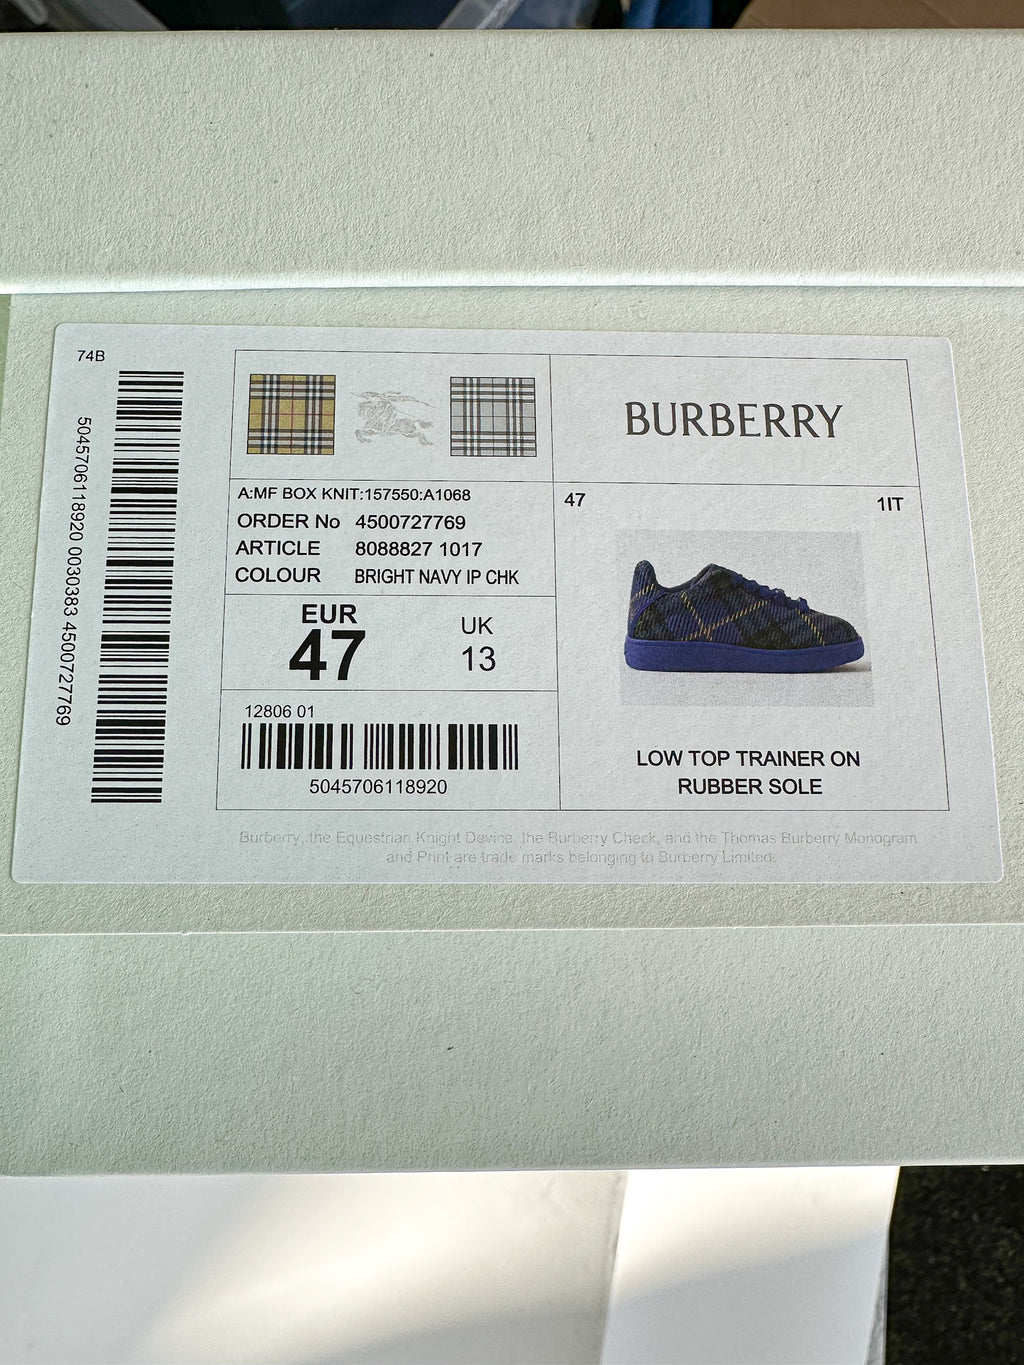 74B
5045706118920 0030383 4500727769
BURBERRY
A:MF BOX KNIT:157550:A1068
ORDER No 4500727769
ARTICLE 8088827 1017
COLOUR BRIGHT NAVY IP CHK
EUR
47
UK
13
12806 01
5045706118920
47 1IT
LOW TOP TRAINER ON
RUBBER SOLE
Burberry, the Equestrian Knight Device, the Burberry Check, and the Thomas Burberry Monogram
and Print are trade marks belonging to Burberry Limited.